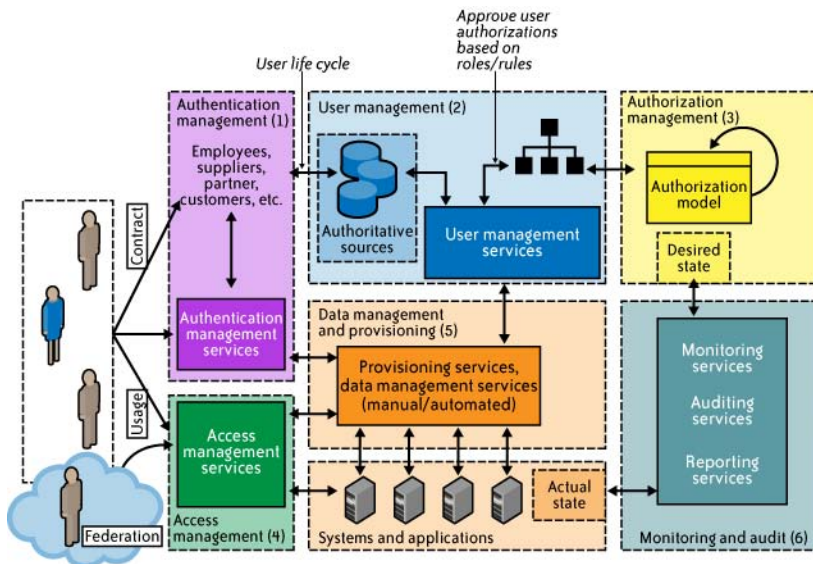 Approve user
authorizations
based on
roles/rules
User life cycle
Authentication
management (1)
Employees,
suppliers,
partner,
customers, etc.
Authentication
management
services
User management (2)
Authoritative
sources
User management
services
Authorization
management (3)
Authorization
model
Desired
state
Contract
Usage
Federation
Data management
and provisioning (5)
Provisioning services,
data management services
(manual/automated)
Access
management
services
Access
management (4)
Actual
state
Systems and applications
Monitoring
services
Auditing
services
Reporting
services
Monitoring and audit (6)